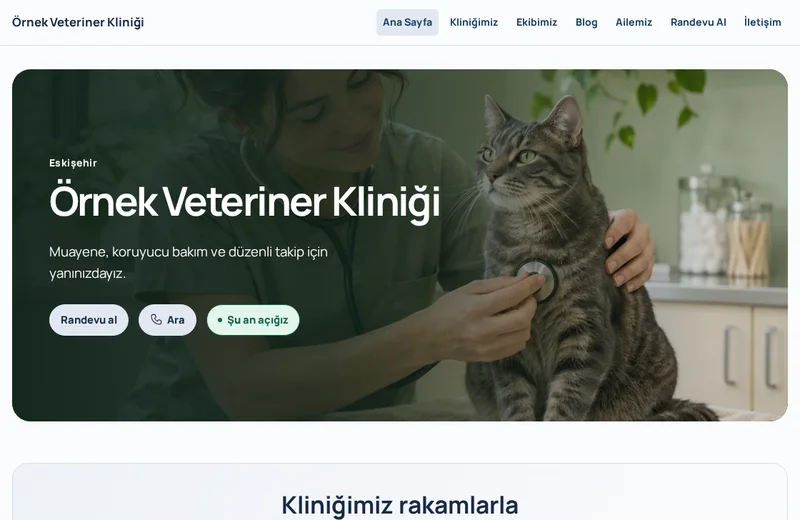 Örnek Veteriner Kliniği
Ana Sayfa Kliniğimiz Ekibimiz Blog Ailemiz Randevu Al İletişim
Eskişehir
Örnek Veteriner Kliniği
Muayene, koruyucu bakım ve düzenli takip için
yanınızdayız.
Randevu al Ara Şu an açığız
Kliniğimiz rakamlarla